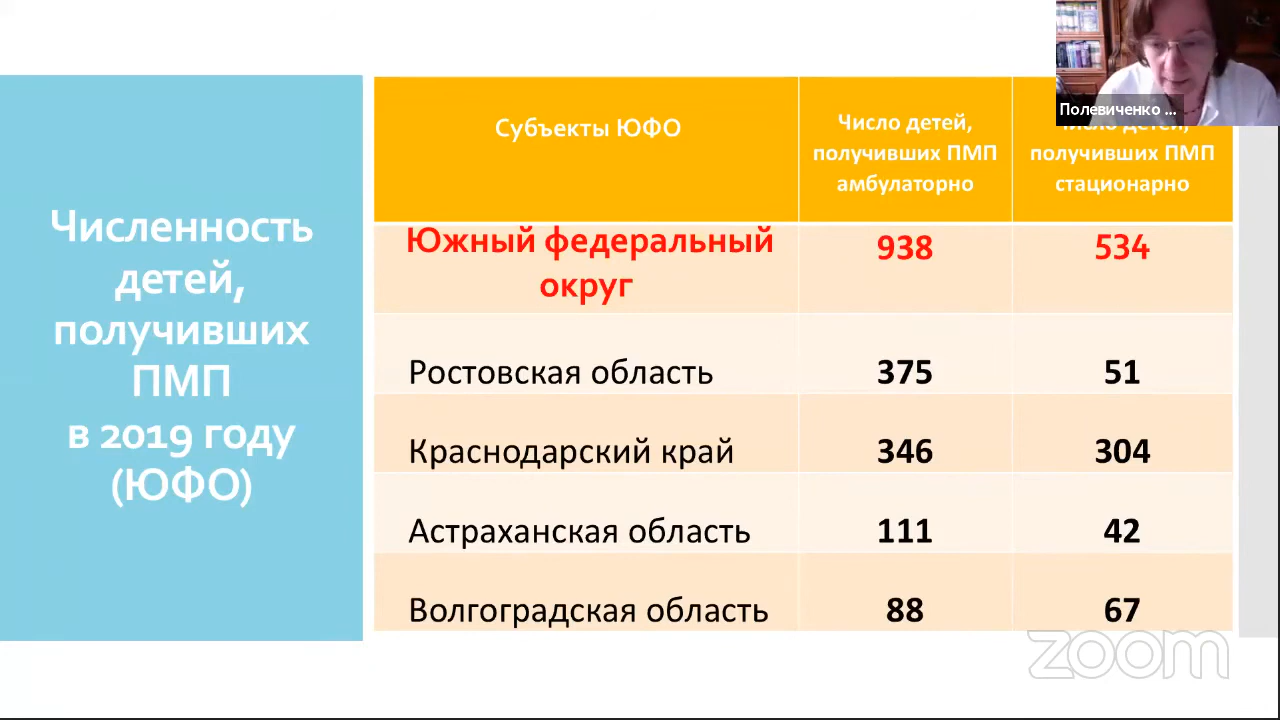 Численность
детей,
получивших
ПМП
в 2019 году
(ЮФО)
Субъекты ЮФО
Число детей,
получивших ПМП
амбулаторно
Число детей,
получивших ПМП
стационарно
Южный федеральный
округ
938
534
Ростовская область
375
51
Краснодарский край
346
304
Астраханская область
111
42
Волгоградская область
88
67
Полевиченко ...
zoom